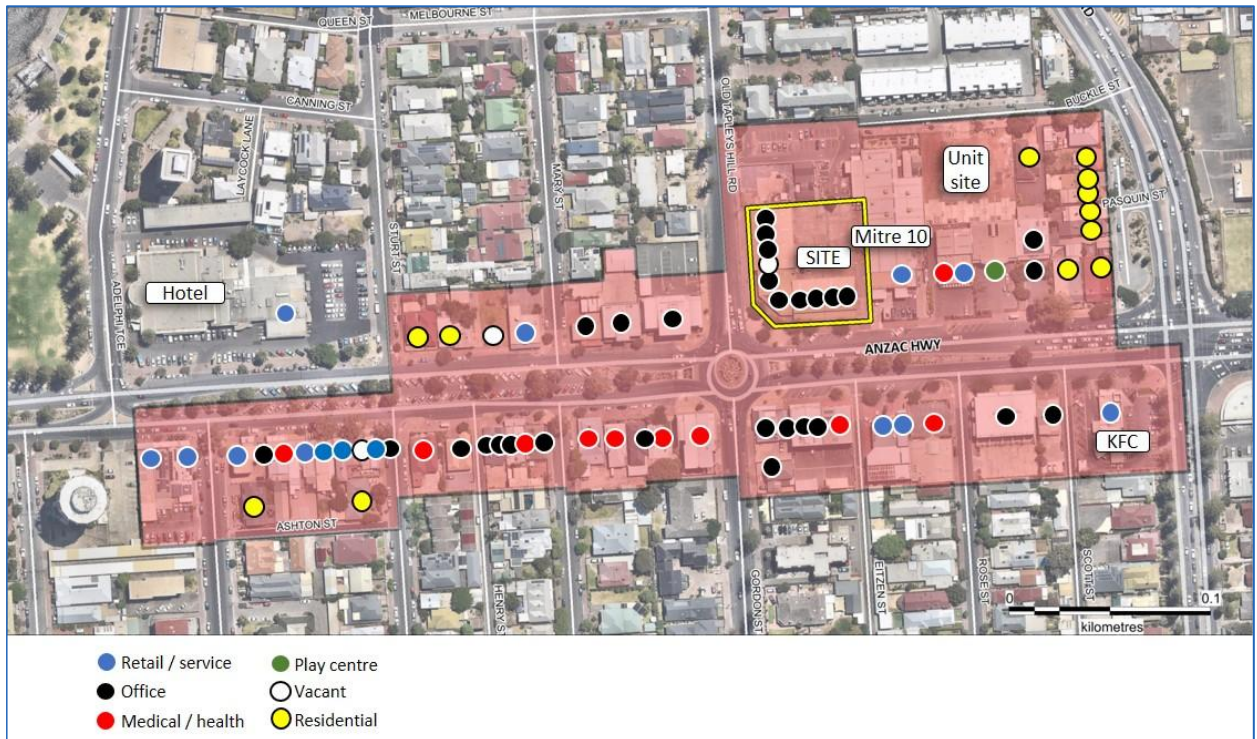 QUEEN ST
MELBOURNE ST
CANNING ST
LAYCOCK LANE
STURT ST
MARY ST
OLD TAPLEYS HILL RD
BUCKLE ST
PASQUIN ST
Unit
site
Mitre 10
SITE
Hotel
ADELPHI TCE
ANZAC HWY
KFC
ASHTON ST
HENRY ST
GORDON ST
EITZEN ST
ROSE ST
SCOTT ST
0 0.1
kilometres
Retail / service
Play centre
Office
Vacant
Medical / health
Residential